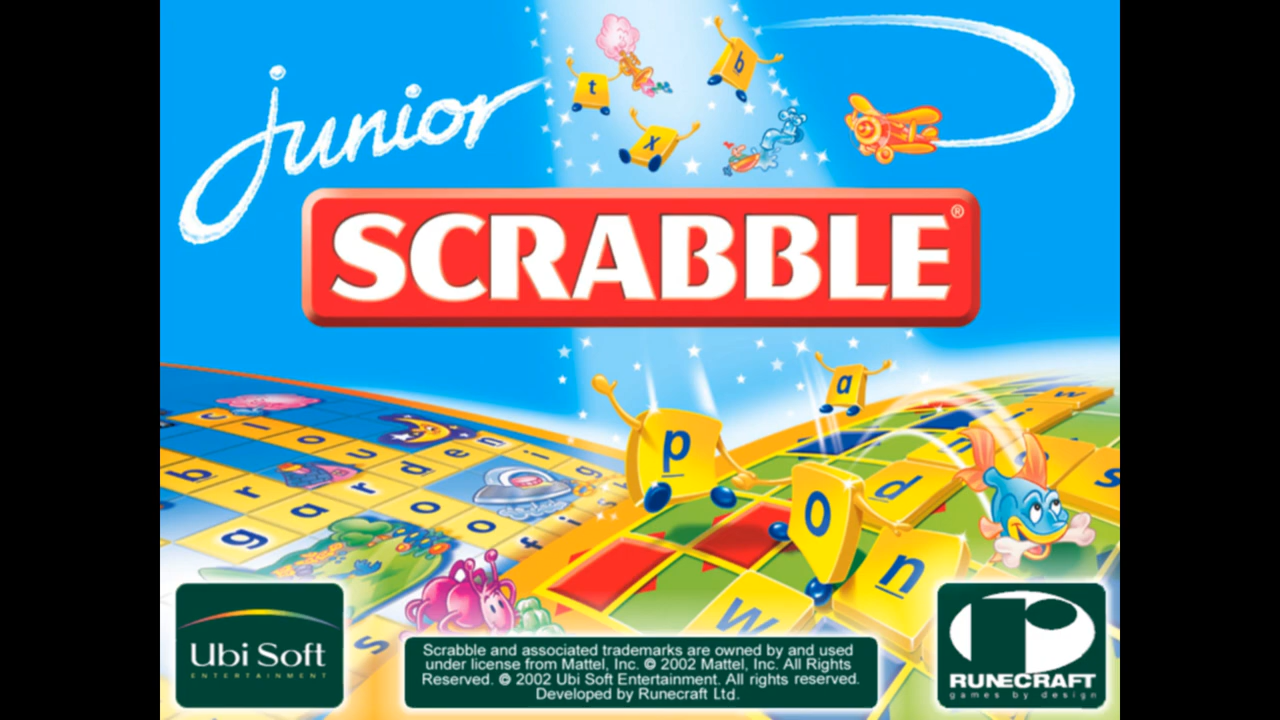 t
b
x
junior
SCRABBLE®
a
p
o
d
n
w
s
garden
Ubi Soft
ENTERTAINMENT
Scrabble and associated trademarks are owned by and used
under license from Mattel, Inc. © 2002 Mattel, Inc. All Rights
Reserved. © 2002 Ubi Soft Entertainment. All rights reserved.
Developed by Runecraft Ltd.
RUNECRAFT
games by design